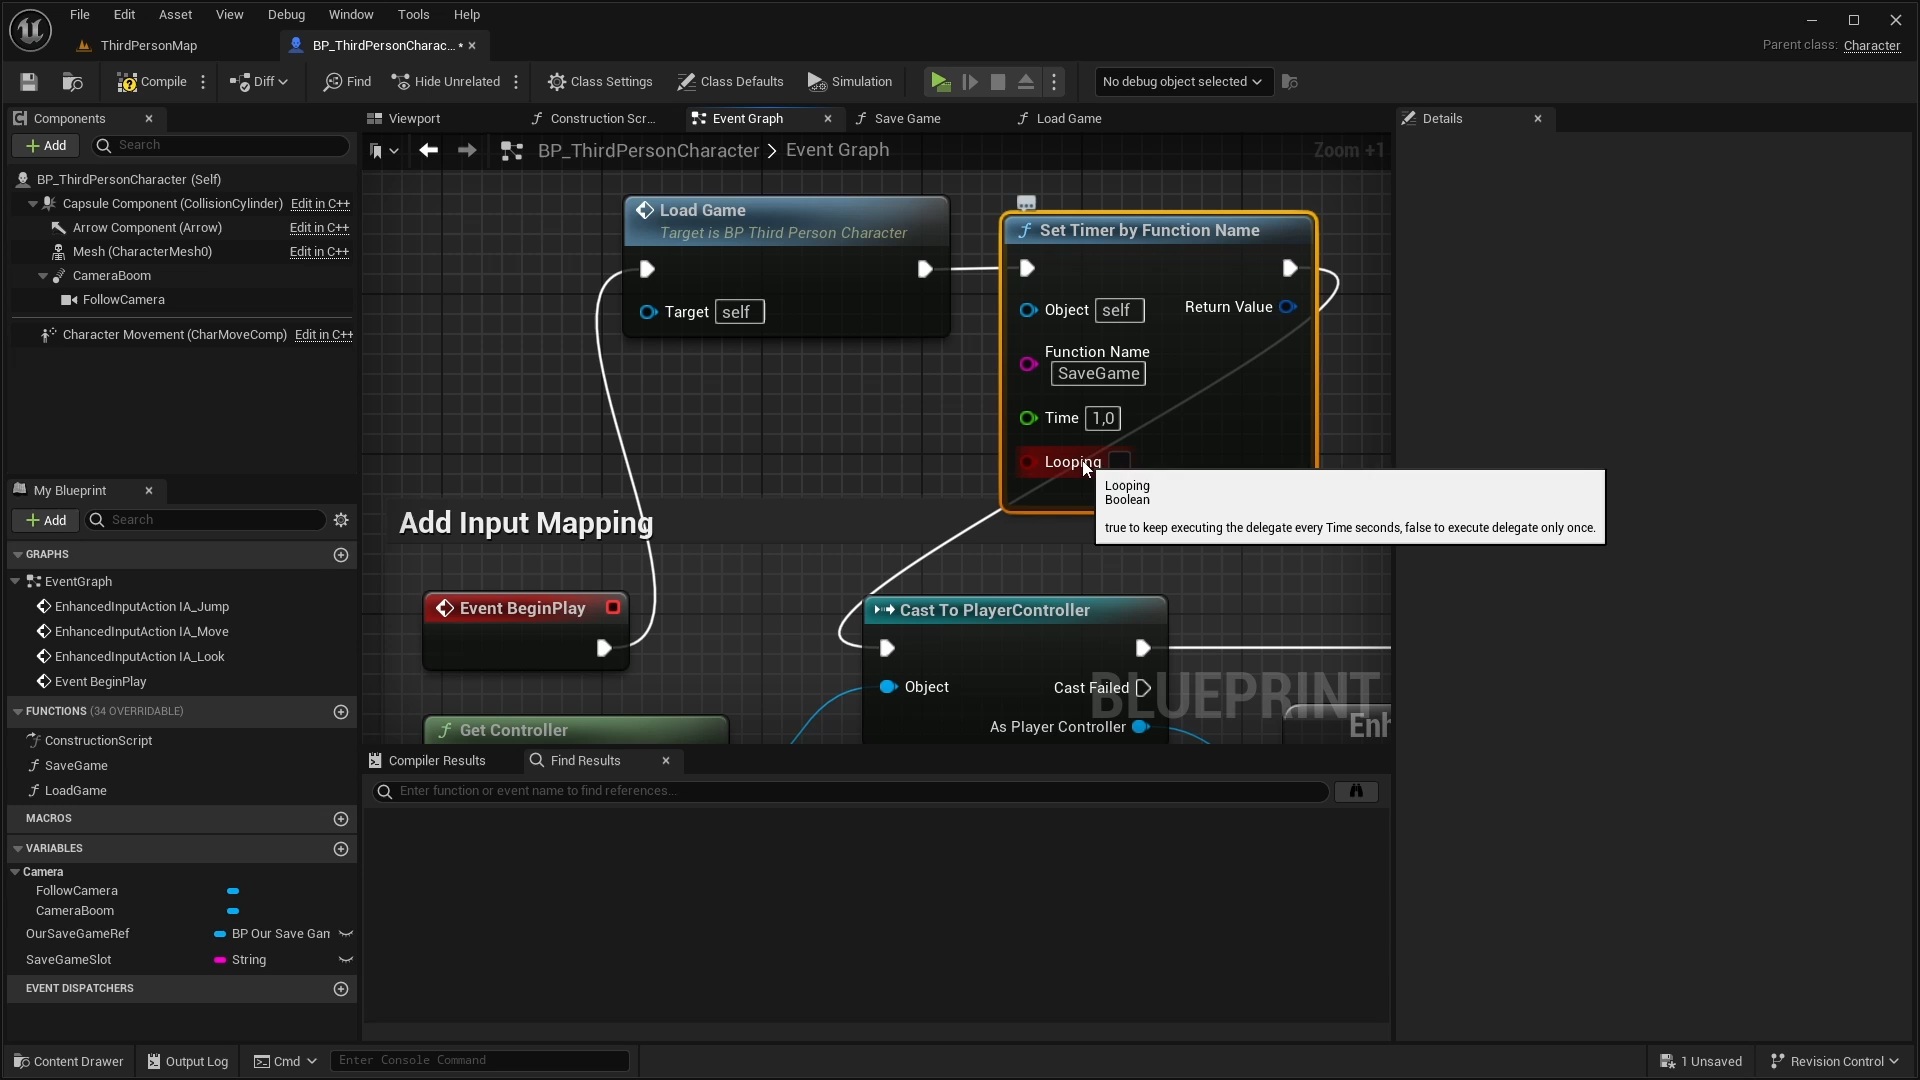 File Edit Asset View Debug Window Tools Help
ThirdPersonMap
BP_ThirdPersonCharac... •
Parent class: Character
Compile
Diff
Find
Hide Unrelated
Class Settings
Class Defaults
Simulation
No debug object selected
Components
Add
Search
BP_ThirdPersonCharacter (Self)
Capsule Component (CollisionCylinder) Edit in C++
Arrow Component (Arrow) Edit in C++
Mesh (CharacterMesh0) Edit in C++
CameraBoom
FollowCamera
Character Movement (CharMoveComp) Edit in C++
My Blueprint
Add
Search
GRAPHS
EventGraph
EnhancedInputAction IA_Jump
EnhancedInputAction IA_Move
EnhancedInputAction IA_Look
Event BeginPlay
FUNCTIONS (34 OVERRIDABLE)
ConstructionScript
SaveGame
LoadGame
MACROS
VARIABLES
Camera
FollowCamera
CameraBoom
OurSaveGameRef BP Our Save Gam
SaveGameSlot String
EVENT DISPATCHERS
Viewport
Construction Scr...
Event Graph
Save Game
Load Game
BP_ThirdPersonCharacter > Event Graph
Zoom +1
Load Game
Target is BP Third Person Character
Target self
Set Timer by Function Name
Object self
Return Value
Function Name
SaveGame
Time 1,0
Looping
Looping
Boolean
true to keep executing the delegate every Time seconds, false to execute delegate only once.
Add Input Mapping
Event BeginPlay
Cast To PlayerController
Object
Cast Failed
As Player Controller
BLUEPRINT
Enh
Get Controller
Compiler Results
Find Results
Enter function or event name to find references...
Details
Content Drawer
Output Log
Cmd
Enter Console Command
1 Unsaved
Revision Control